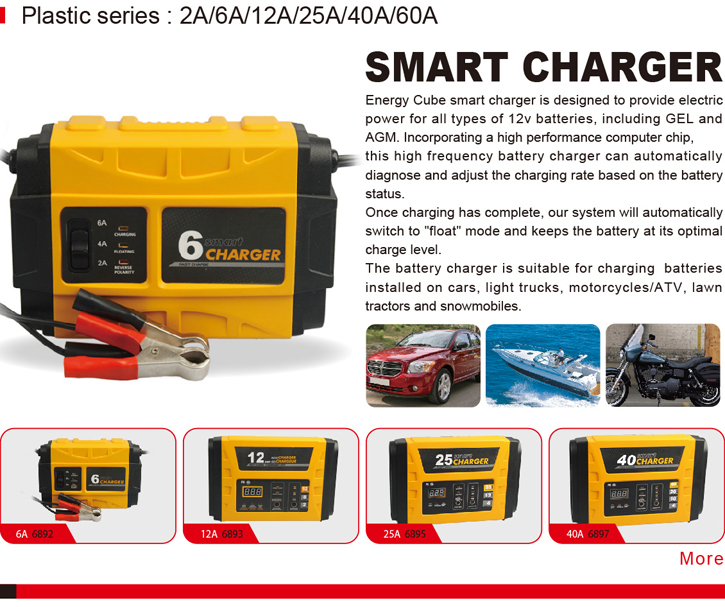 Plastic series : 2A/6A/12A/25A/40A/60A
SMART CHARGER
Energy Cube smart charger is designed to provide electric
power for all types of 12v batteries, including GEL and
AGM. Incorporating a high performance computer chip,
this high frequency battery charger can automatically
diagnose and adjust the charging rate based on the battery
status.
Once charging has complete, our system will automatically
switch to "float" mode and keeps the battery at its optimal
charge level.
The battery charger is suitable for charging batteries
installed on cars, light trucks, motorcycles/ATV, lawn
tractors and snowmobiles.
6A
CHARGING
4A
FLOATING
2A
REVERSE
POLARITY
6 smart
CHARGER
6
CHARGER
12
CHARGER
25 smart
CHARGER
40 smart
CHARGER
6A 6892
12A 6893
25A 6895
40A 6897
More